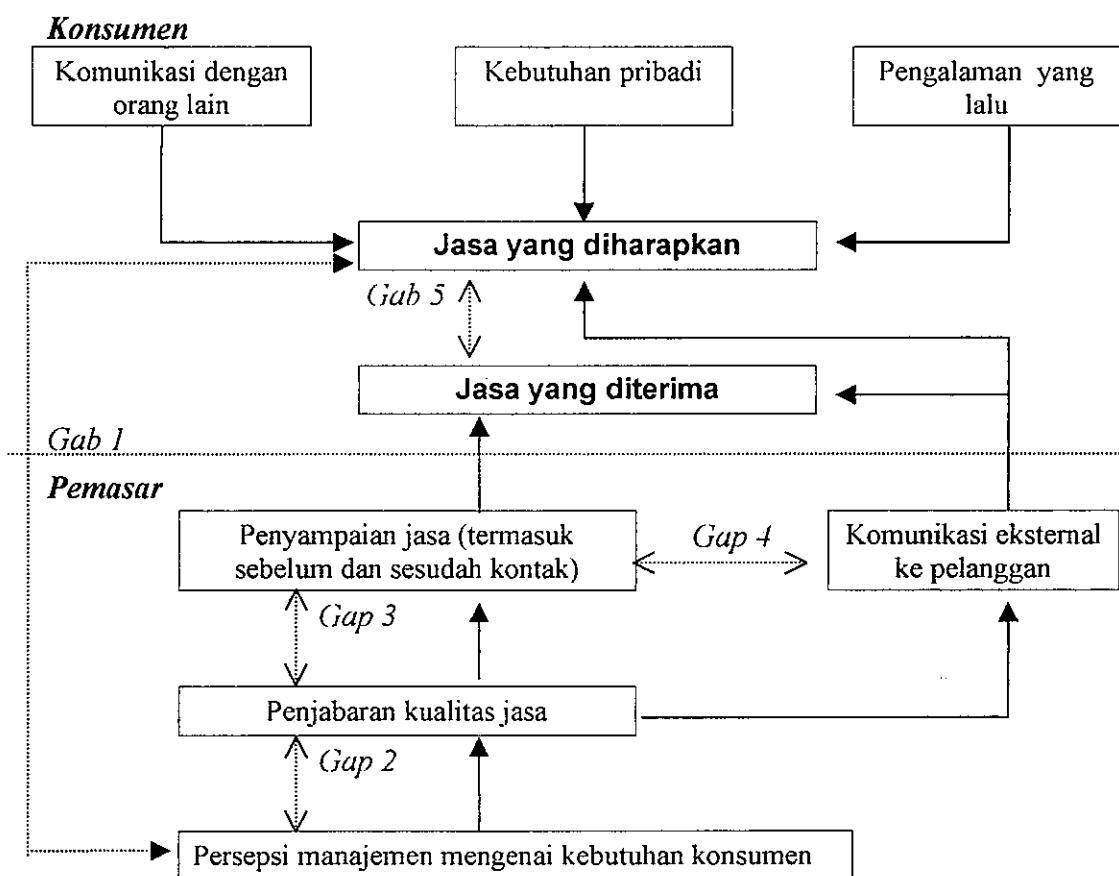 Konsumen
Komunikasi dengan
orang lain
Kebutuhan pribadi
Pengalaman yang
lalu
Jasa yang diharapkan
Gab 5
Jasa yang diterima
Gab 1
Pemasar
Penyampaian jasa (termasuk
sebelum dan sesudah kontak)
Gap 4
Komunikasi eksternal
ke pelanggan
Gap 3
Penjabaran kualitas jasa
Gap 2
Persepsi manajemen mengenai kebutuhan konsumen